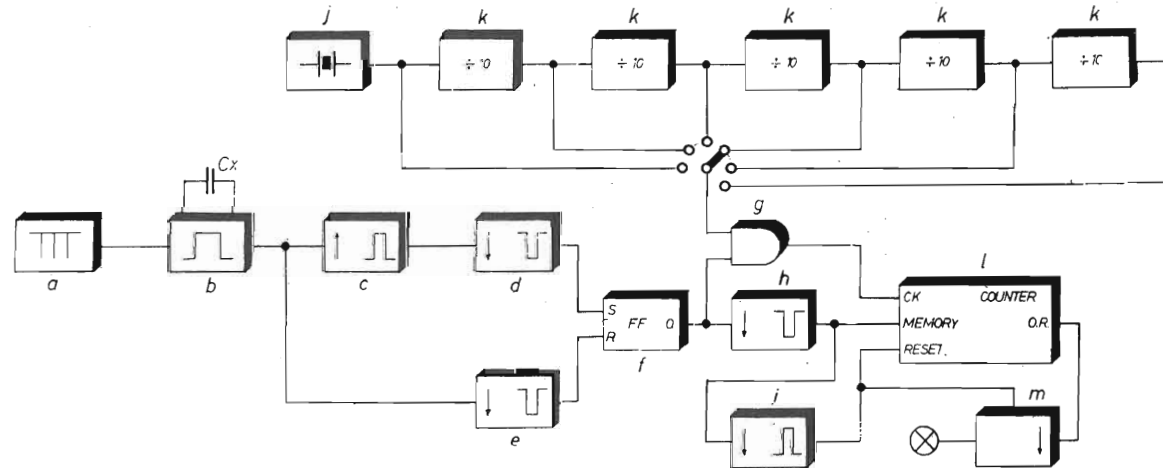 j k k k k k
÷10 ÷10 ÷10 ÷10 ÷10
Cx
g
a b c d
h l
S FF Q
R
f
CK COUNTER
MEMORY O.R.
RESET
e
i m